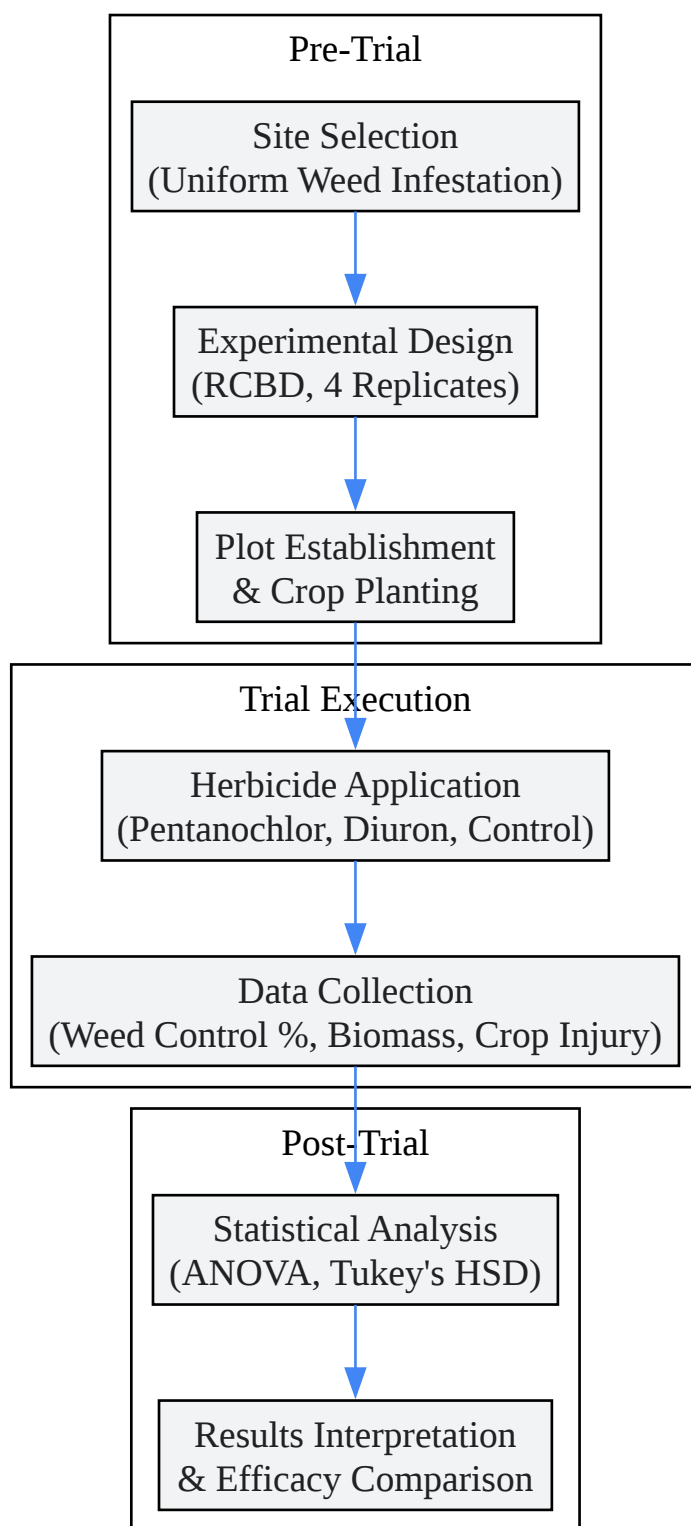 Pre-Trial
Site Selection
(Uniform Weed Infestation)
Experimental Design
(RCBD, 4 Replicates)
Plot Establishment
& Crop Planting
Trial Execution
Herbicide Application
(Pentanochlor, Diuron, Control)
Data Collection
(Weed Control %, Biomass, Crop Injury)
Post-Trial
Statistical Analysis
(ANOVA, Tukey's HSD)
Results Interpretation
& Efficacy Comparison